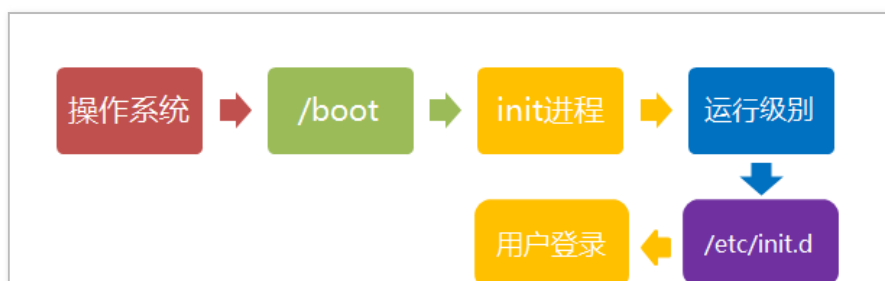 操作系统
/boot
init进程
运行级别
/etc/init.d
用户登录